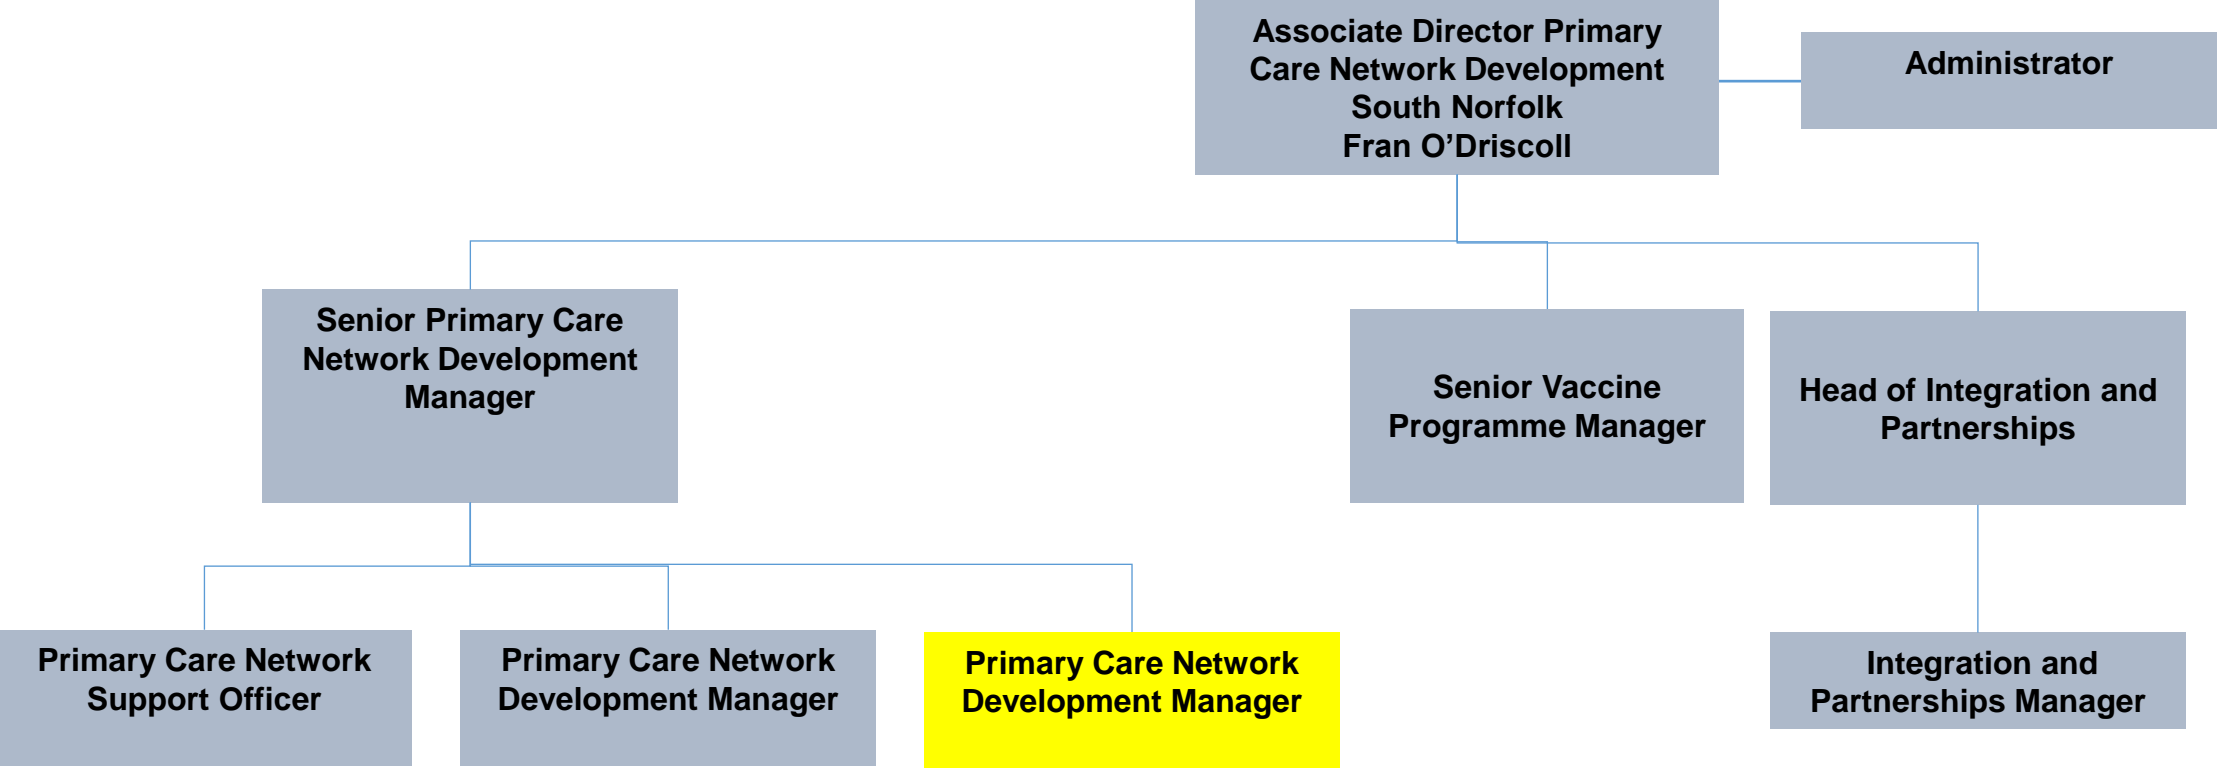 Associate Director Primary
Care Network Development
South Norfolk
Fran O’Driscoll
Administrator
Senior Primary Care
Network Development
Manager
Senior Vaccine
Programme Manager
Head of Integration and
Partnerships
Primary Care Network
Support Officer
Primary Care Network
Development Manager
Primary Care Network
Development Manager
Integration and
Partnerships Manager